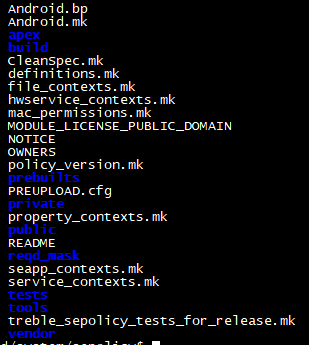 Android.bp
Android.mk
apex
build
CleanSpec.mk
definitions.mk
file_contexts.mk
hwservice_contexts.mk
mac_permissions.mk
MODULE_LICENSE_PUBLIC_DOMAIN
NOTICE
OWNERS
policy_version.mk
prebuilts
PREUPLOAD.cfg
private
property_contexts.mk
public
README
reqd_mask
seapp_contexts.mk
service_contexts.mk
tests
tools
treble_sepolicy_tests_for_release.mk
vendor
d/system/sepolicy$